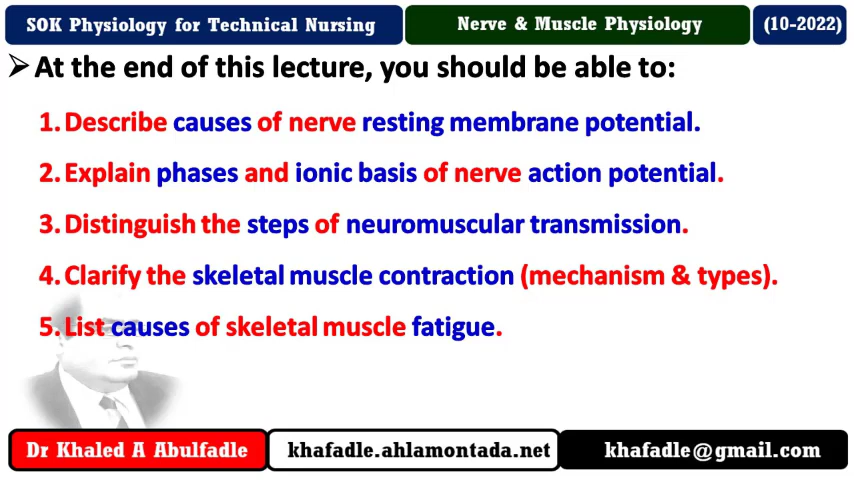 SOK Physiology for Technical Nursing
Nerve & Muscle Physiology
(10-2022)
➢ At the end of this lecture, you should be able to:
1. Describe causes of nerve resting membrane potential.
2. Explain phases and ionic basis of nerve action potential.
3. Distinguish the steps of neuromuscular transmission.
4. Clarify the skeletal muscle contraction (mechanism & types).
5. List causes of skeletal muscle fatigue.
Dr Khaled A Abulfadle
khafadle.ahlamontada.net
khafadle@gmail.com